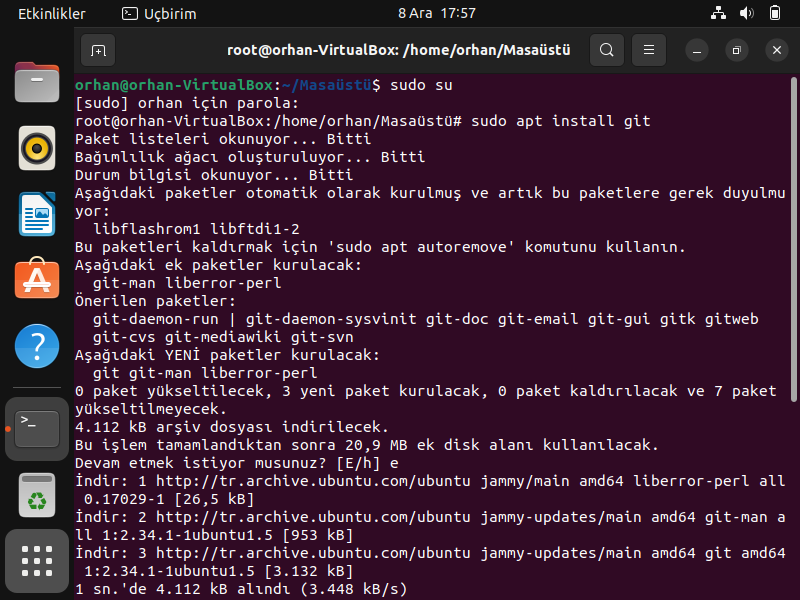 Etkinlikler
Uçbirim
8 Ara 17:57
root@orhan-VirtualBox: /home/orhan/Masaüstü
orhan@orhan-VirtualBox:~/Masaüstü$ sudo su
[sudo] orhan için parola:
root@orhan-VirtualBox:/home/orhan/Masaüstü# sudo apt install git
Paket listeleri okunuyor... Bitti
Bağımlılık ağacı oluşturuluyor... Bitti
Durum bilgisi okunuyor... Bitti
Aşağıdaki paketler otomatik olarak kurulmuş ve artık bu paketlere gerek duyulmu
yor:
libflashrom1 libftdi1-2
Bu paketleri kaldırmak için 'sudo apt autoremove' komutunu kullanın.
Aşağıdaki ek paketler kurulacak:
git-man liberror-perl
Önerilen paketler:
git-daemon-run | git-daemon-sysvinit git-doc git-email git-gui gitk gitweb
git-cvs git-mediawiki git-svn
Aşağıdaki YENİ paketler kurulacak:
git git-man liberror-perl
0 paket yükseltilecek, 3 yeni paket kurulacak, 0 paket kaldırılacak ve 7 paket
yükseltilmeyecek.
4.112 kB arşiv dosyası indirilecek.
Bu işlem tamamlandıktan sonra 20,9 MB ek disk alanı kullanılacak.
Devam etmek istiyor musunuz? [E/h] e
İndir: 1 http://tr.archive.ubuntu.com/ubuntu jammy/main amd64 liberror-perl all
0.17029-1 [26,5 kB]
İndir: 2 http://tr.archive.ubuntu.com/ubuntu jammy-updates/main amd64 git-man a
ll 1:2.34.1-1ubuntu1.5 [953 kB]
İndir: 3 http://tr.archive.ubuntu.com/ubuntu jammy-updates/main amd64 git amd64
1:2.34.1-1ubuntu1.5 [3.132 kB]
1 sn.'de 4.112 kB alındı (3.448 kB/s)